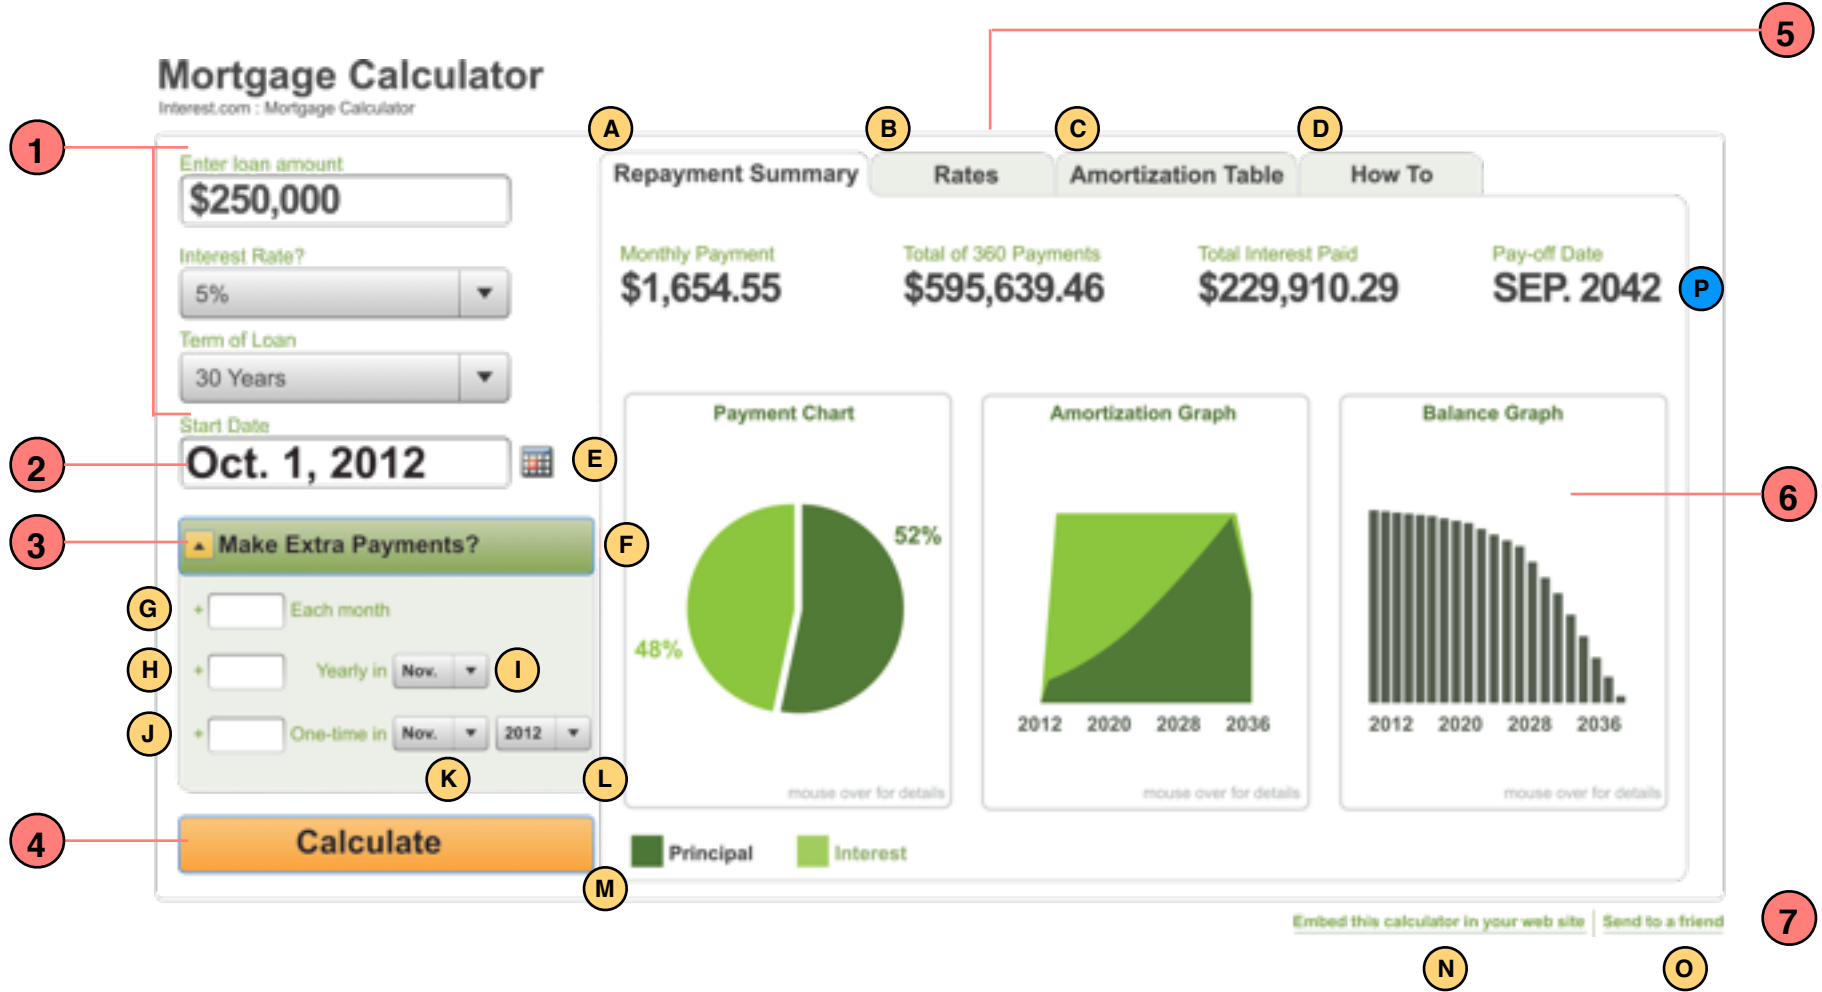 5
Mortgage Calculator
Interest.com : Mortgage Calculator
A B C D
1
Enter loan amount
$250,000
Interest Rate?
5%
Term of Loan
30 Years
Start Date
2
Oct. 1, 2012
E
3
Make Extra Payments?
F
G
+ Each month
H
+ Yearly in Nov.
I
J
+ One-time in Nov. 2012
K L
4
Calculate
M
Repayment Summary Rates Amortization Table How To
Monthly Payment Total of 360 Payments Total Interest Paid Pay-off Date
$1,654.55 $595,639.46 $229,910.29 SEP. 2042
P
Payment Chart
52%
48%
mouse over for details
Amortization Graph
2012 2020 2028 2036
mouse over for details
Balance Graph
6
2012 2020 2028 2036
mouse over for details
Principal Interest
Embed this calculator in your web site Send to a friend
7
N O